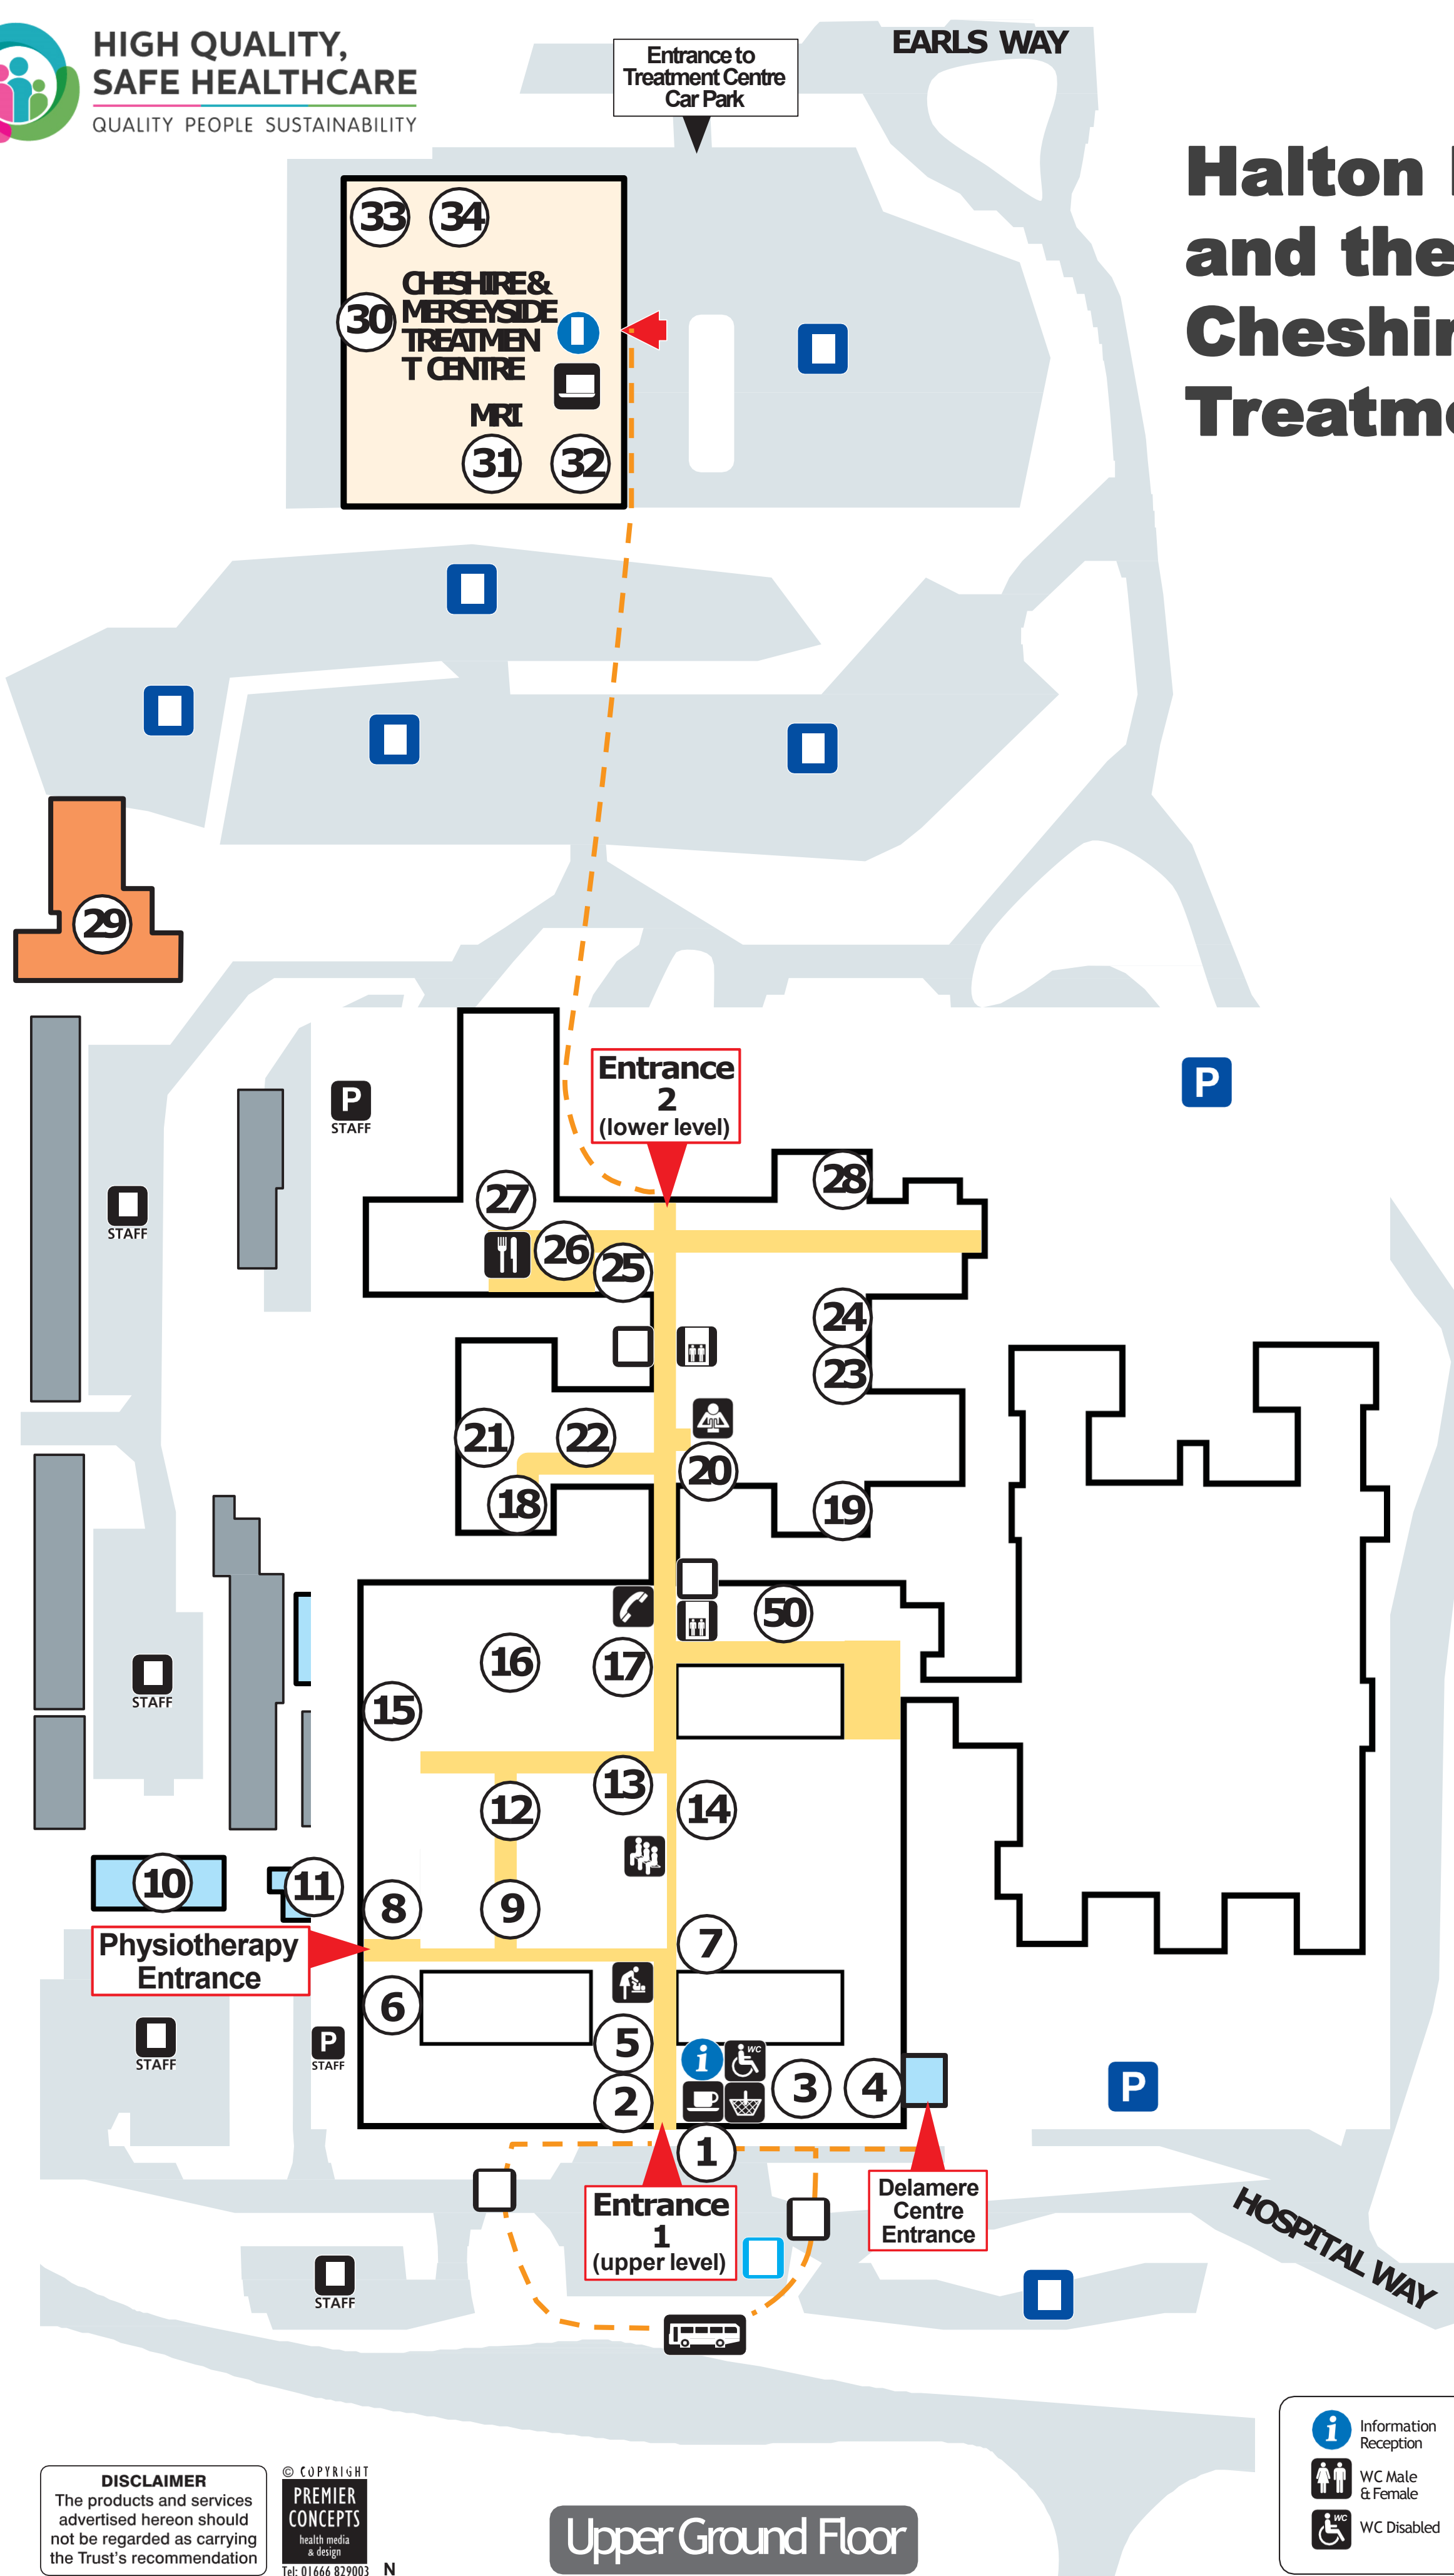 HIGH QUALITY,
SAFE HEALTHCARE
QUALITY PEOPLE SUSTAINABILITY
Entrance to
Treatment Centre
Car Park
EARLS WAY
Halton
and the
Cheshir
Treatme
33
34
30
CHESHIRE &
MERSEYSIDE
TREATMEN
T CENTRE
MRI
31
32
29
Entrance
2
(lower level)
P
P
STAFF
STAFF
27
28
26
25
24
23
21
22
20
18
19
50
16
17
15
STAFF
13
12
14
10
11
8
9
7
Physiotherapy
Entrance
6
5
i
WC
3
4
2
1
STAFF
P
STAFF
P
Entrance
1
(upper level)
Delamere
Centre
Entrance
HOSPITAL WAY
STAFF
i
Information
Reception
WC Male
& Female
WC
WC Disabled
DISCLAIMER
The products and services
advertised hereon should
not be regarded as carrying
the Trust's recommendation
© COPYRIGHT
PREMIER
CONCEPTS
health media
& design
Tel: 01666 829003
N
Upper Ground Floor